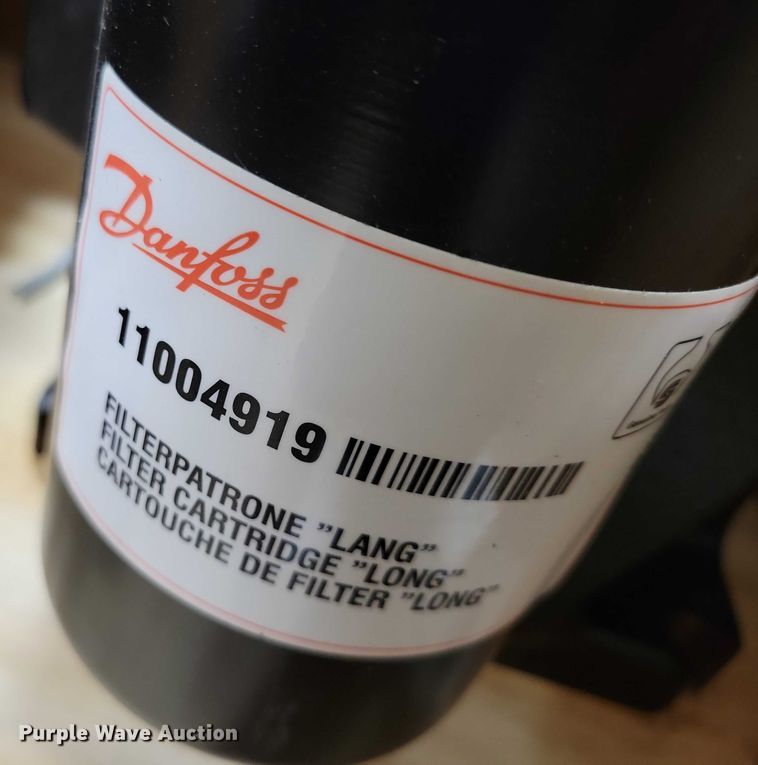 Danfoss
11004919
FILTERPATRONE "LANG"
FILTER CARTRIDGE "LONG"
CARTOUCHE DE FILTER "LONG"
Purple Wave Auction